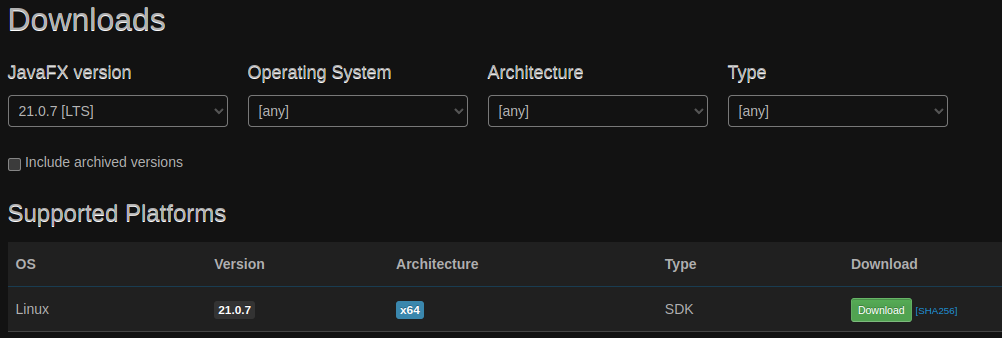 Downloads
JavaFX version Operating System Architecture Type
21.0.7 [LTS] [any] [any] [any]
Include archived versions
Supported Platforms
OS Version Architecture Type Download
Linux 21.0.7 x64 SDK Download [SHA256]